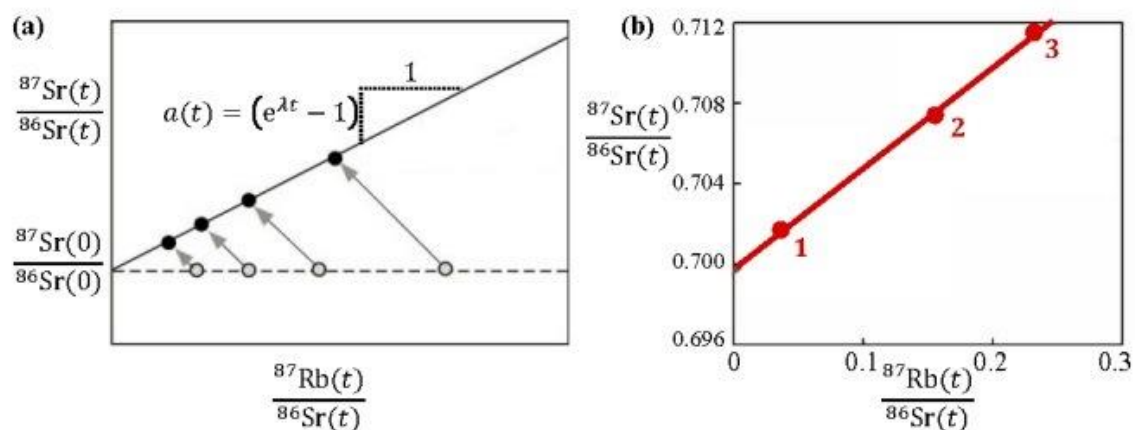 (a)
⁸⁷Sr(t)
⁸⁶Sr(t)
a(t) = (e^{λt} − 1)
1
⁸⁷Sr(0)
⁸⁶Sr(0)
⁸⁷Rb(t)
⁸⁶Sr(t)
(b)
⁸⁷Sr(t)
⁸⁶Sr(t)
0.712
0.708
0.704
0.700
0.696
3
2
1
0
0.1
0.2
0.3
⁸⁷Rb(t)
⁸⁶Sr(t)